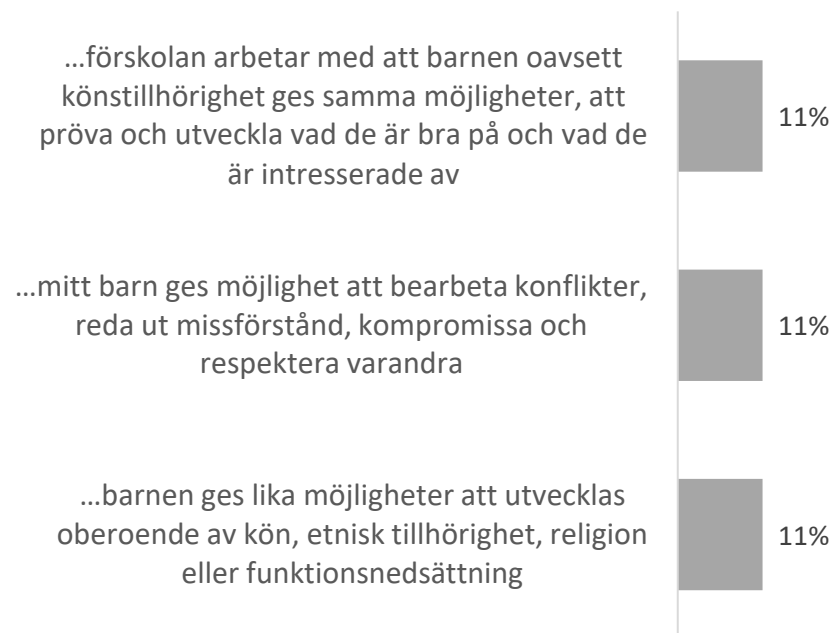 …förskolan arbetar med att barnen oavsett
könstillhörighet ges samma möjligheter, att
pröva och utveckla vad de är bra på och vad de
är intresserade av
11%
…mitt barn ges möjlighet att bearbeta konflikter,
reda ut missförstånd, kompromissa och
respektera varandra
11%
…barnen ges lika möjligheter att utvecklas
oberoende av kön, etnisk tillhörighet, religion
eller funktionsnedsättning
11%